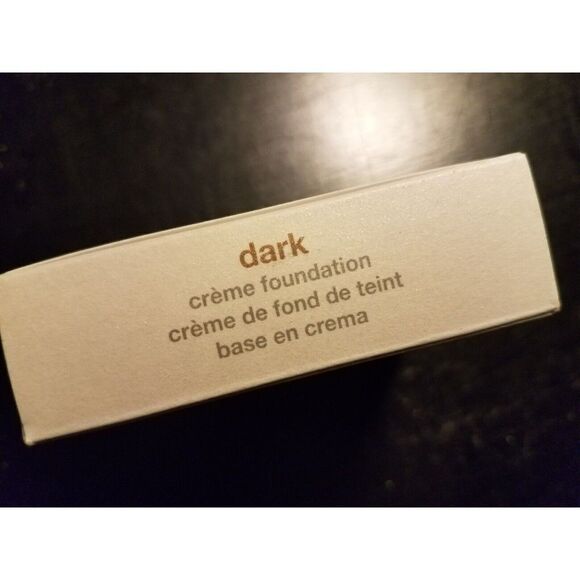 dark
crème foundation
crème de fond de teint
base en crema